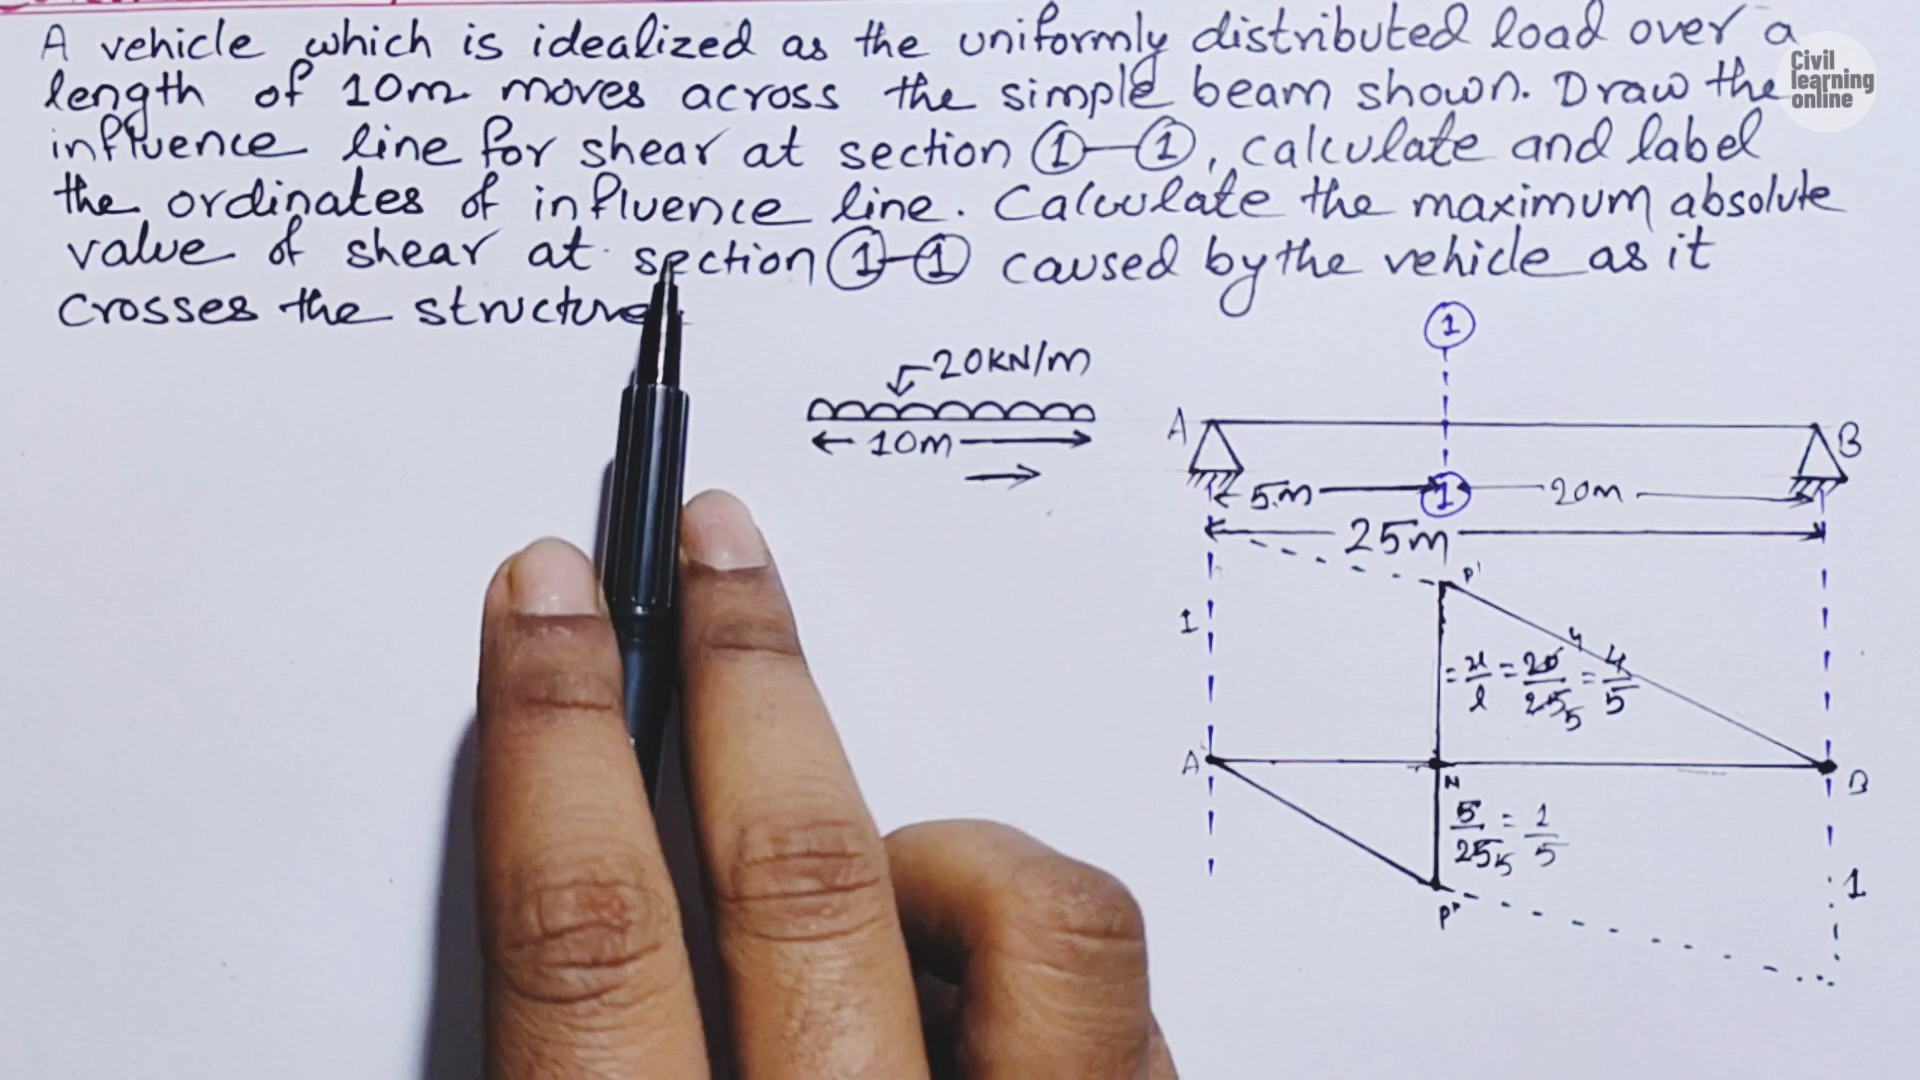 A vehicle which is idealized as the uniformly distributed load over a
length of 10m moves across the simple beam shown. Draw the
influence line for shear at section ①—①, calculate and label
the ordinates of influence line. Calculate the maximum absolute
value of shear at section ①-① caused by the vehicle as it
crosses the structure.
Civil
learning
online
20KN/m
10m
1
A
B
5m
1
20m
25m
P'
1
= x/l = 20/25 = 4/5
4
5
A
N
B
5/25 = 1/5
5
P"
1